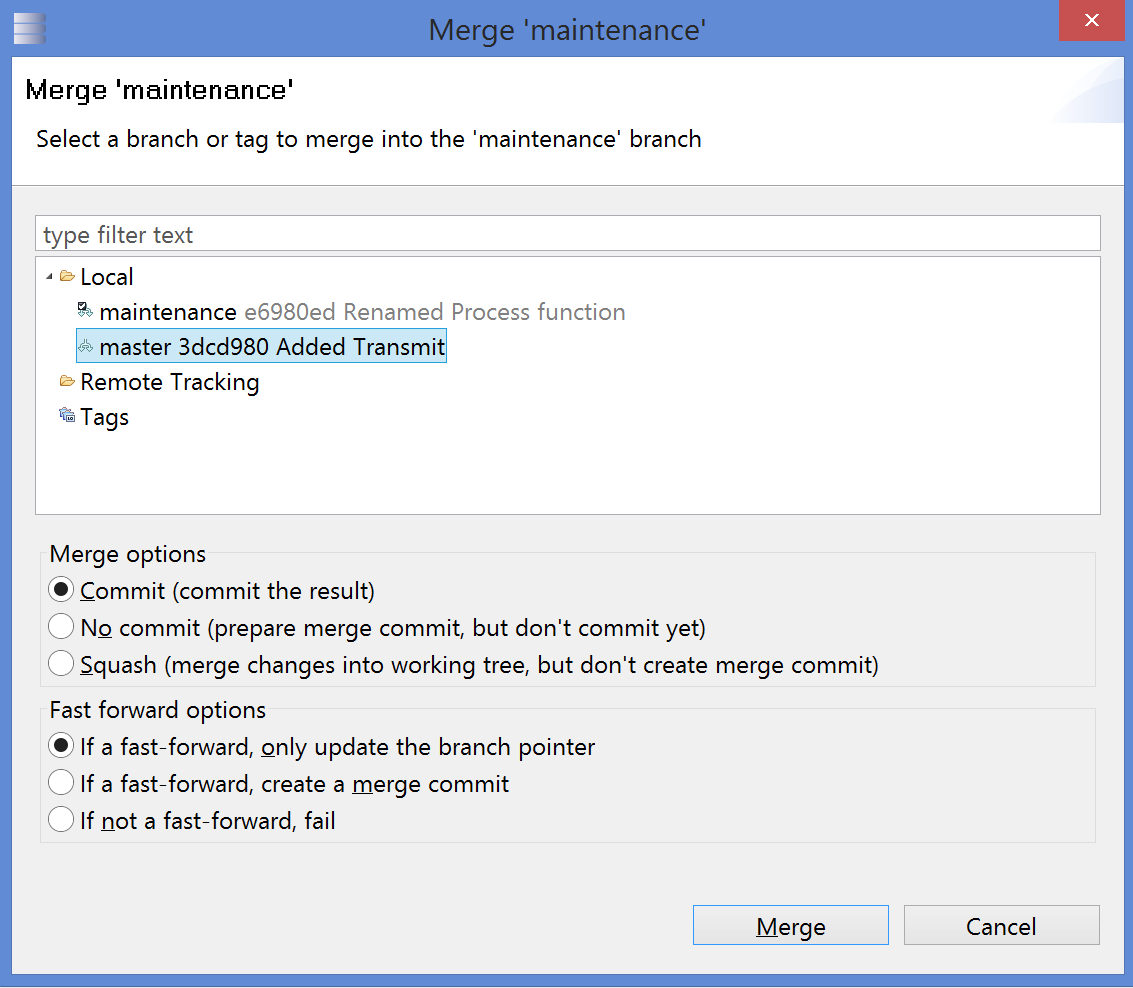 Merge 'maintenance'
Merge 'maintenance'
Select a branch or tag to merge into the 'maintenance' branch
type filter text
Local
maintenance e6980ed Renamed Process function
master 3dcd980 Added Transmit
Remote Tracking
Tags
Merge options
Commit (commit the result)
No commit (prepare merge commit, but don't commit yet)
Squash (merge changes into working tree, but don't create merge commit)
Fast forward options
If a fast-forward, only update the branch pointer
If a fast-forward, create a merge commit
If not a fast-forward, fail
Merge
Cancel